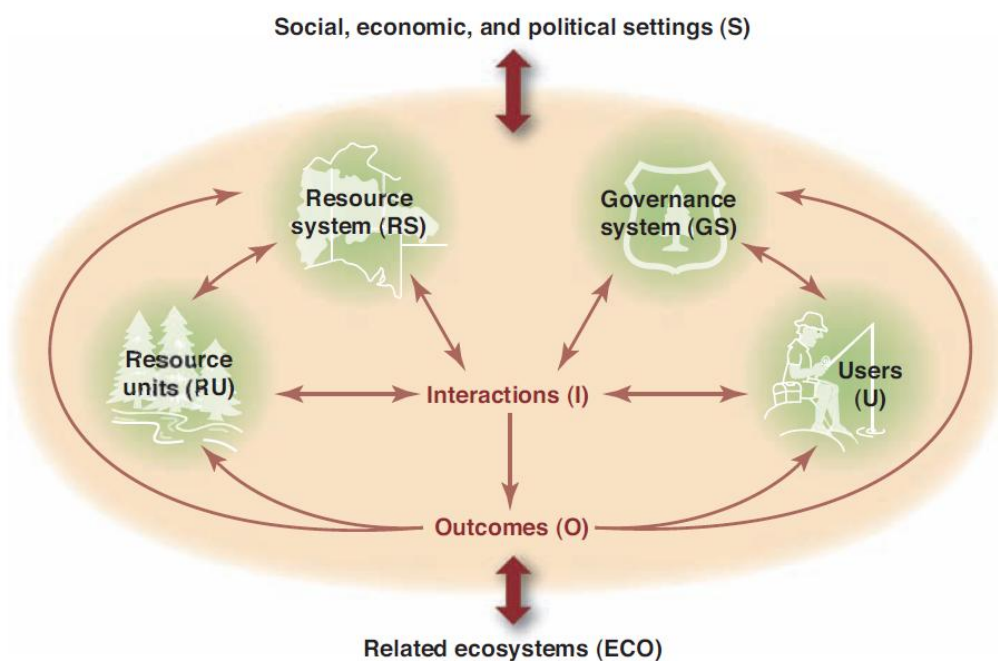 Social, economic, and political settings (S)
Resource
system (RS)
Governance
system (GS)
Resource
units (RU)
Interactions (I)
Users
(U)
Outcomes (O)
Related ecosystems (ECO)